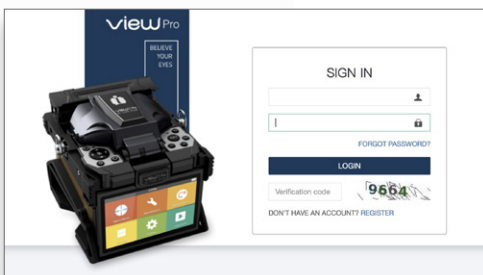 view Pro
BELIEVE
YOUR
EYES
SIGN IN
FORGOT PASSWORD?
LOGIN
Verification code
9664
DON'T HAVE AN ACCOUNT? REGISTER